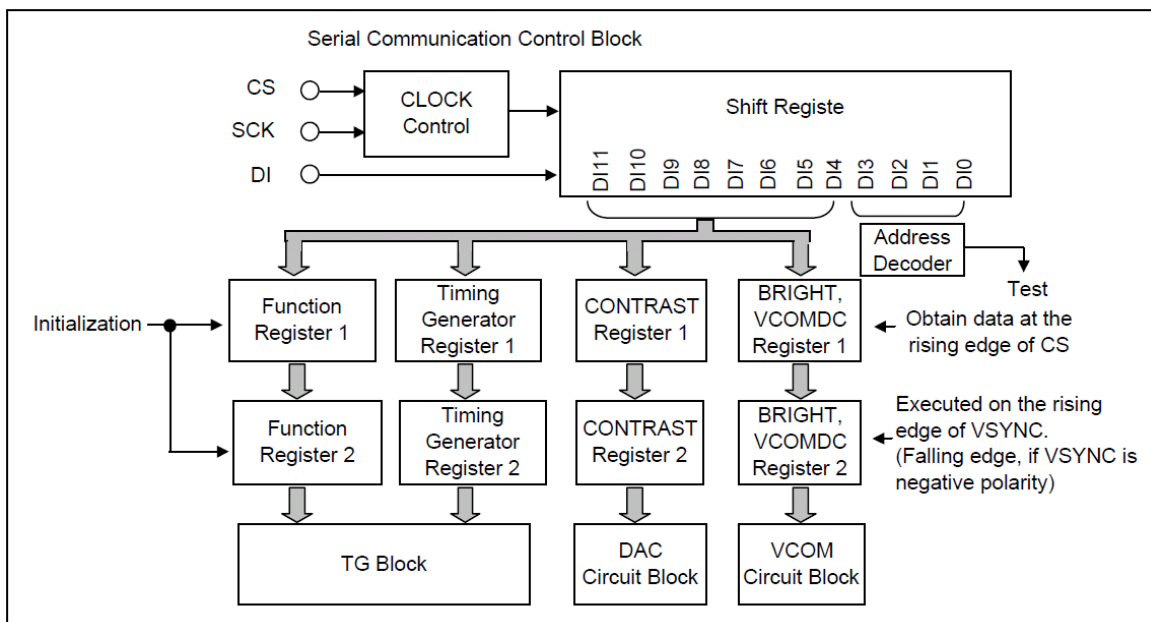 Serial Communication Control Block
CS
SCK
DI
CLOCK
Control
Shift Registe
DI11
DI10
DI9
DI8
DI7
DI6
DI5
DI4
DI3
DI2
DI1
DI0
Address
Decoder
Test
Initialization
Function
Register 1
Timing
Generator
Register 1
CONTRAST
Register 1
BRIGHT,
VCOMDC
Register 1
Obtain data at the
rising edge of CS
Function
Register 2
Timing
Generator
Register 2
CONTRAST
Register 2
BRIGHT,
VCOMDC
Register 2
Executed on the rising
edge of VSYNC.
(Falling edge, if VSYNC is
negative polarity)
TG Block
DAC
Circuit Block
VCOM
Circuit Block